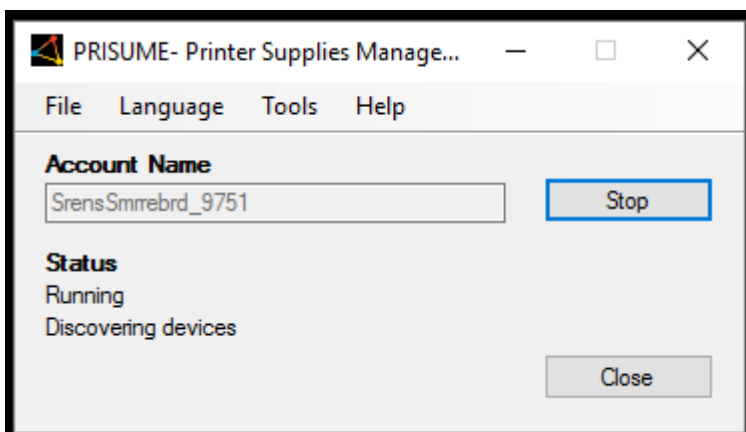 PRISUME- Printer Supplies Manage...
File Language Tools Help
Account Name
SrensSmrrebrd_9751
Stop
Status
Running
Discovering devices
Close